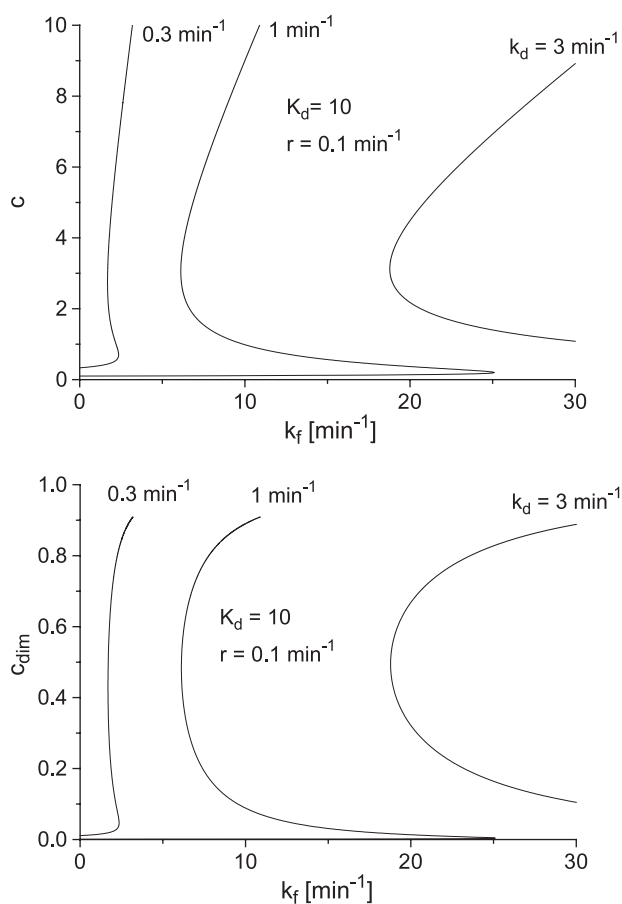 10
8
6
4
2
0
c
0.3 min⁻¹
1 min⁻¹
k_d = 3 min⁻¹
K_d= 10
r = 0.1 min⁻¹
0
10
20
30
k_f [min⁻¹]
1.0
0.8
0.6
0.4
0.2
0.0
c_dim
0.3 min⁻¹
1 min⁻¹
k_d = 3 min⁻¹
K_d = 10
r = 0.1 min⁻¹
0
10
20
30
k_f [min⁻¹]